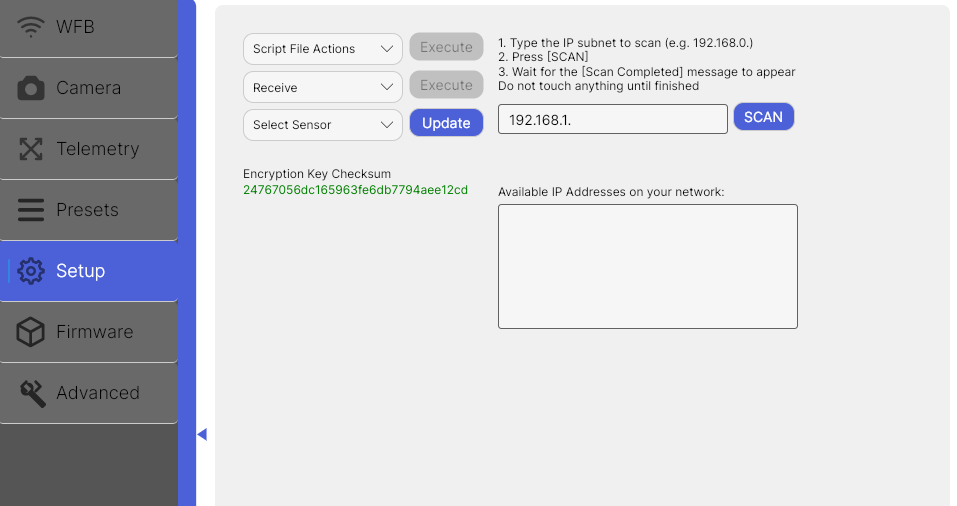 WFB
Camera
Telemetry
Presets
Setup
Firmware
Advanced
Script File Actions
Execute
Receive
Execute
Select Sensor
Update
Encryption Key Checksum
24767056dc165963fe6db7794aee12cd
1. Type the IP subnet to scan (e.g. 192.168.0.)
2. Press [SCAN]
3. Wait for the [Scan Completed] message to appear
Do not touch anything until finished
192.168.1.
SCAN
Available IP Addresses on your network: